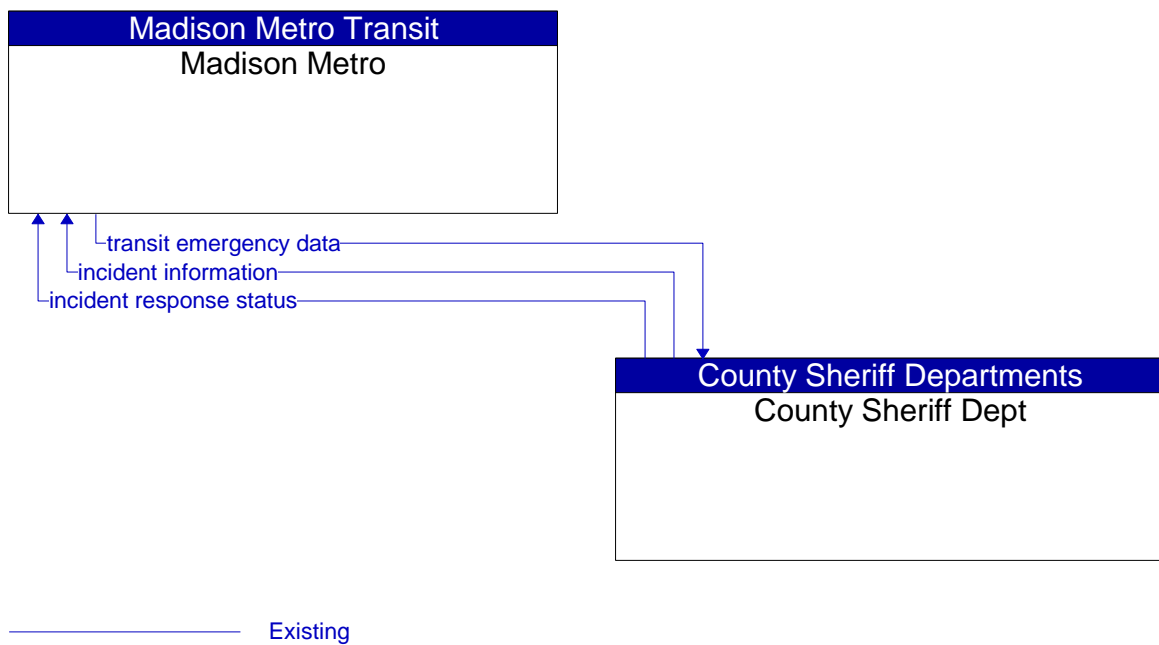 Madison Metro Transit
Madison Metro
transit emergency data
incident information
incident response status
County Sheriff Departments
County Sheriff Dept
Existing